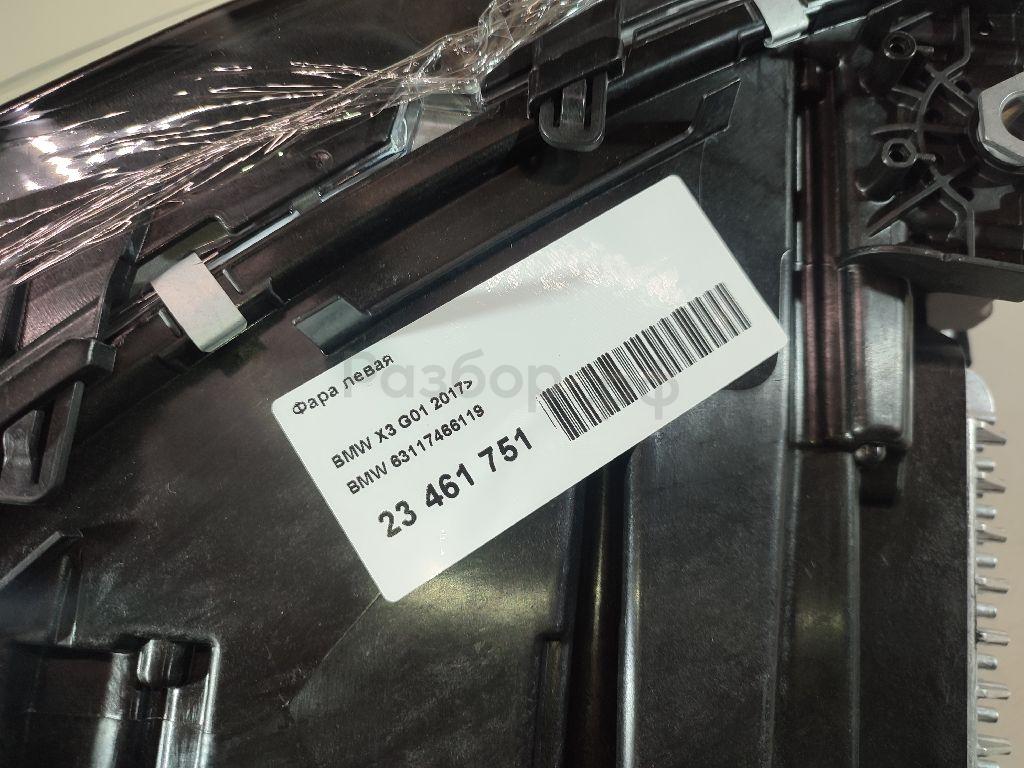 Фара левая
BMW X3 G01 2017>
BMW 63117466119
23 461 751